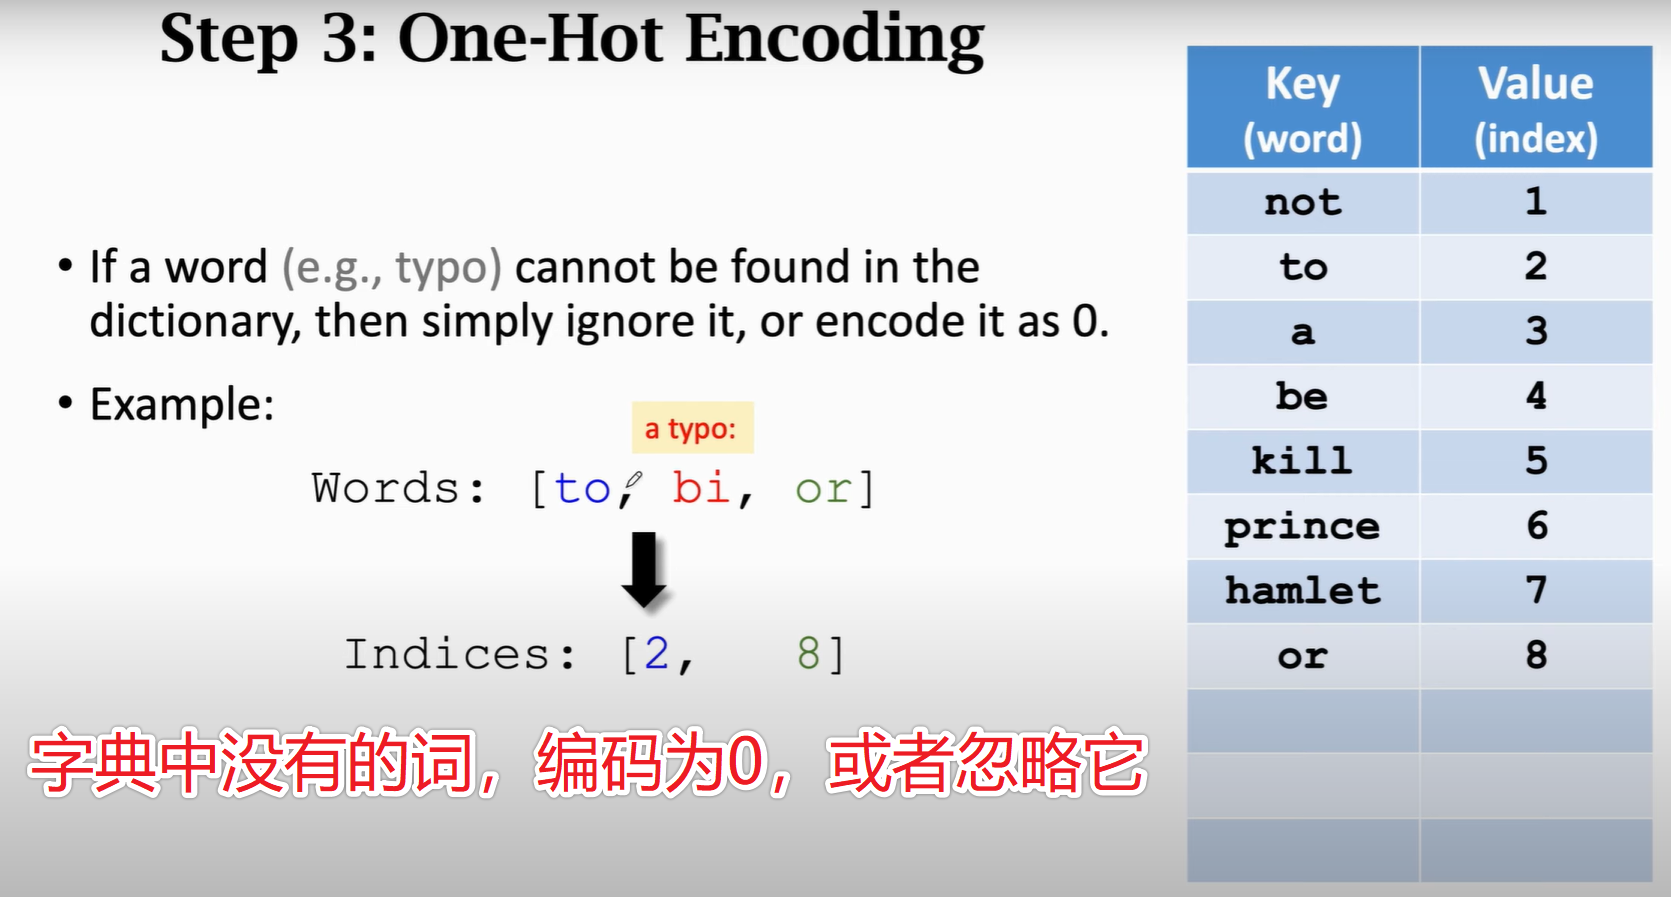 Step 3: One-Hot Encoding
• If a word (e.g., typo) cannot be found in the
dictionary, then simply ignore it, or encode it as 0.
• Example:
a typo:
Words: [to, bi, or]
Indices: [2, 8]
字典中没有的词，编码为0，或者忽略它
Key Value
(word) (index)
not 1
to 2
a 3
be 4
kill 5
prince 6
hamlet 7
or 8